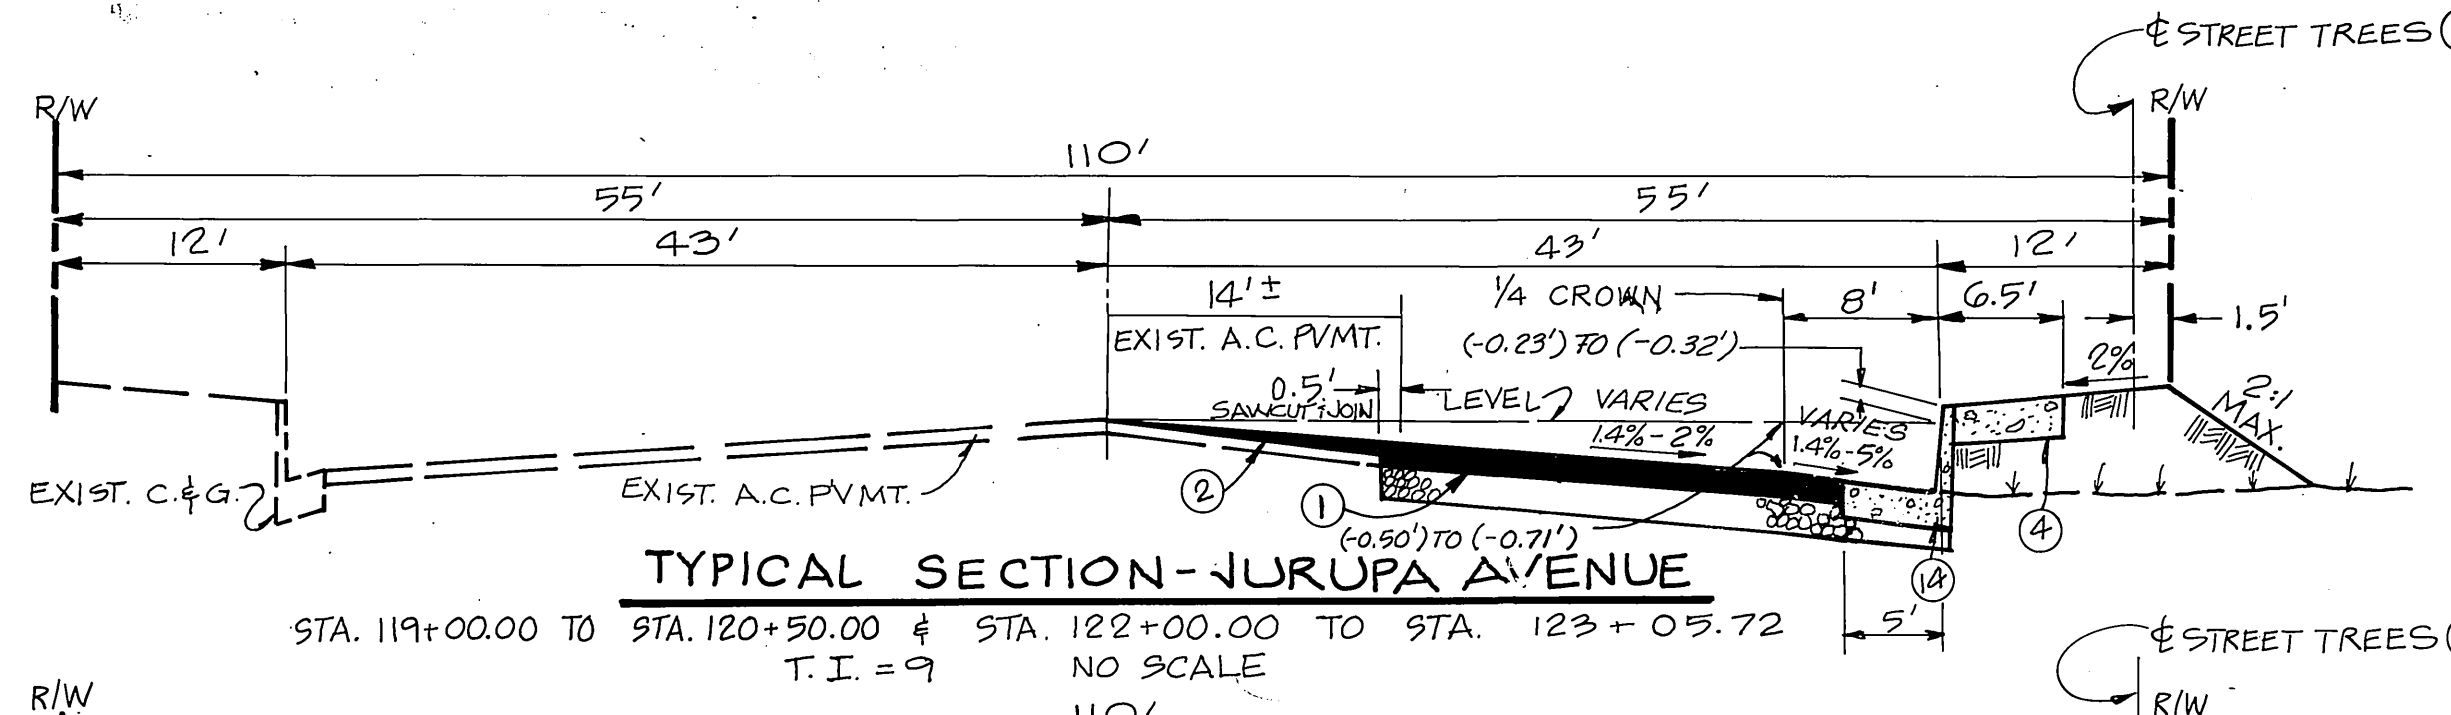 ℄ STREET TREES (
R/W
R/W
110'
55'
55'
12'
43'
43'
12'
14'±
1/4 CROWN
8'
6.5'
1.5'
EXIST. A.C. PVMT.
(-0.23') TO (-0.32')
2%
0.5'
SAWCUT & JOIN
LEVEL
VARIES
1.4%-2%
VARIES
1.4%-5%
2:1
MAX.
EXIST. C.&G.
EXIST. A.C. PVMT.
2
1
4
14
(-0.50') TO (-0.71')
TYPICAL SECTION-JURUPA AVENUE
STA. 119+00.00 TO STA. 120+50.00 & STA. 122+00.00 TO STA. 123+05.72
5'
T.I. = 9
NO SCALE
℄ STREET TREES (
R/W
R/W
110'